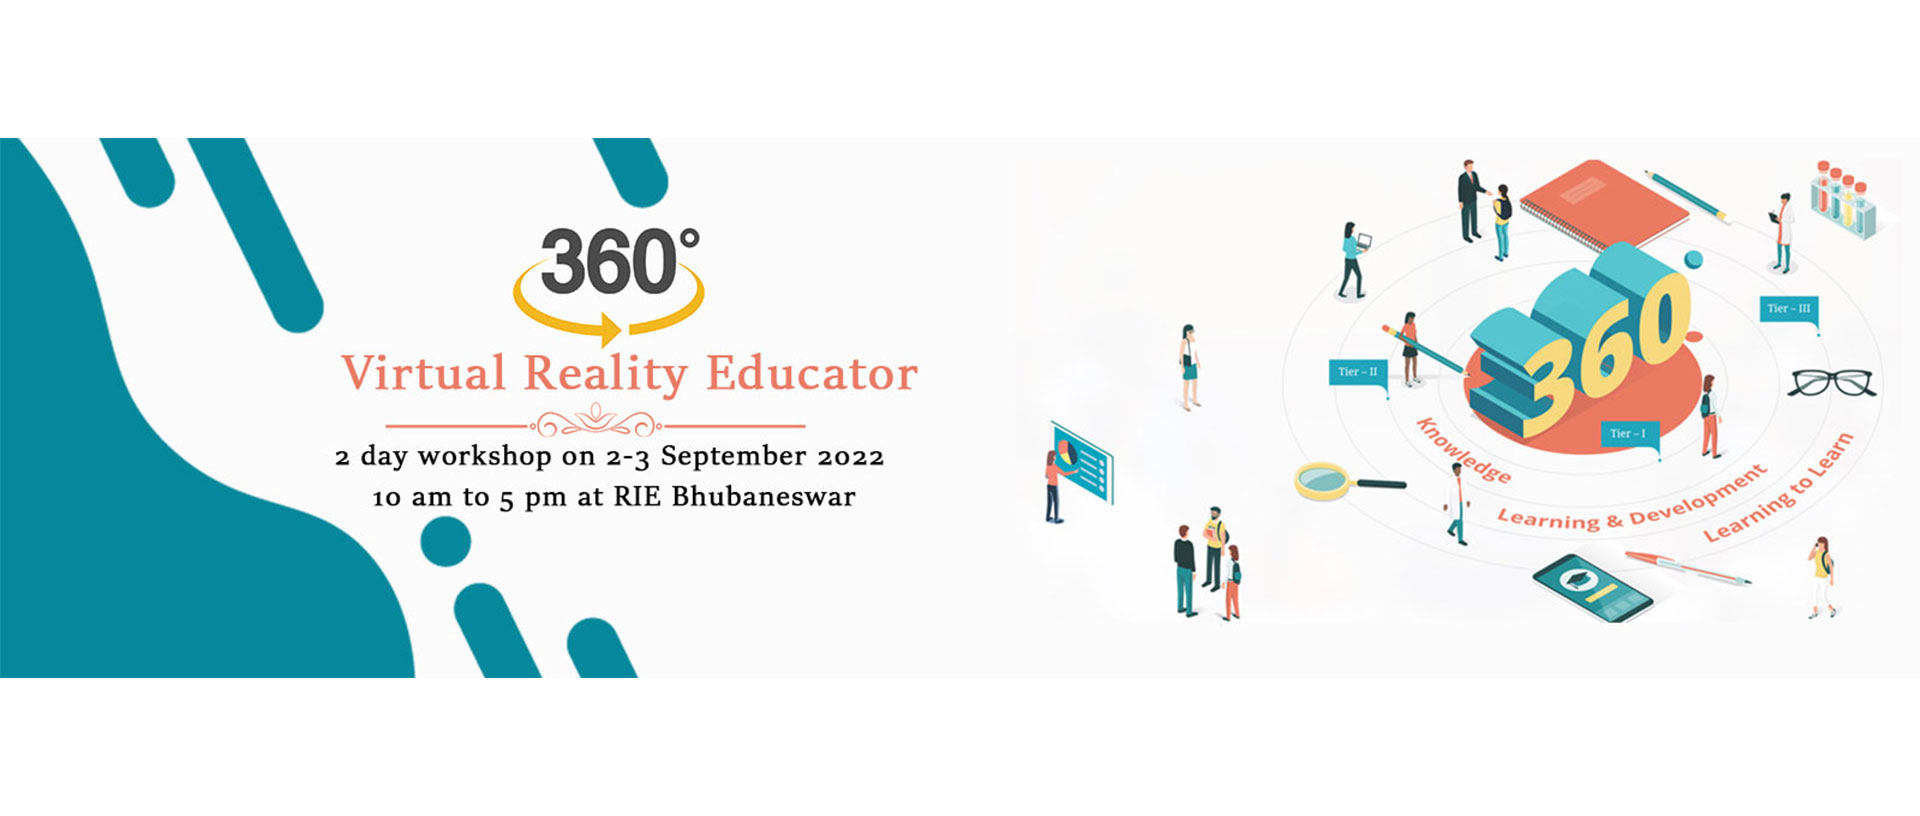 360°
Virtual Reality Educator
2 day workshop on 2-3 September 2022
10 am to 5 pm at RIE Bhubaneswar
360
Tier – III
Tier – II
Tier – I
Knowledge
Learning & Development
Learning to Learn